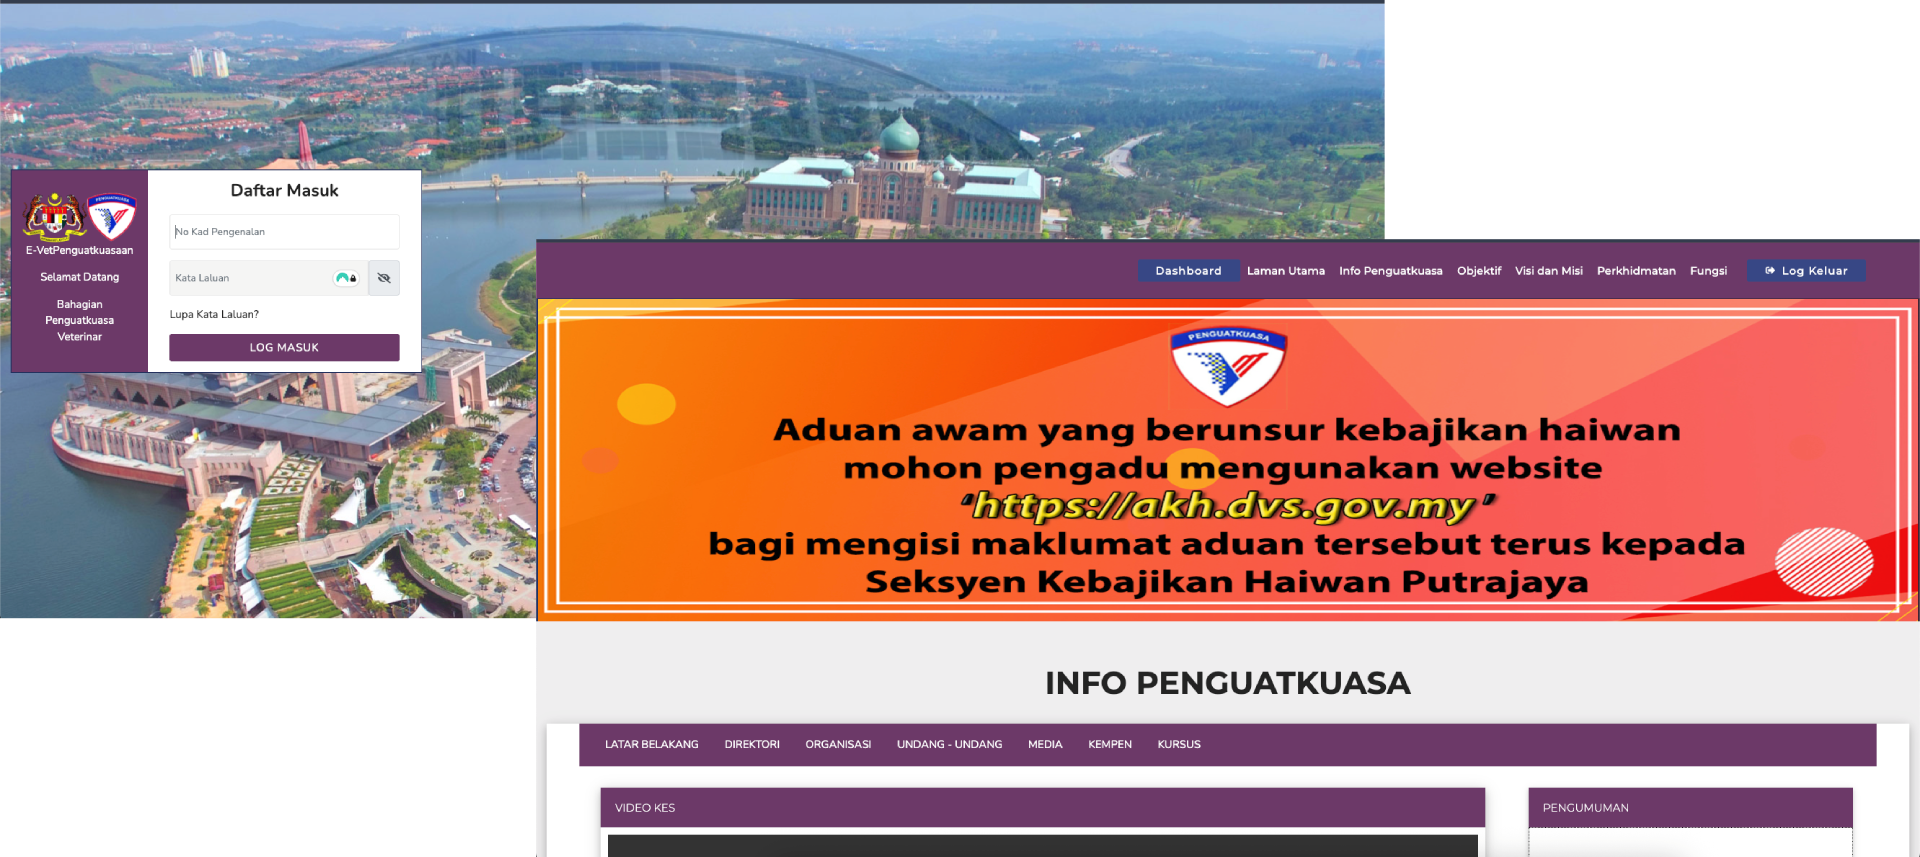 Daftar Masuk
No Kad Pengenalan
E-VetPenguatkuasaan
Kata Laluan
Selamat Datang
Bahagian
Penguatkuasa
Veterinar
Lupa Kata Laluan?
LOG MASUK
Dashboard Laman Utama Info Penguatkuasa Objektif Visi dan Misi Perkhidmatan Fungsi Log Keluar
PENGUATKUASA
Aduan awam yang berunsur kebajikan haiwan
mohon pengadu mengunakan website
‘https://akh.dvs.gov.my’
bagi mengisi maklumat aduan tersebut terus kepada
Seksyen Kebajikan Haiwan Putrajaya
INFO PENGUATKUASA
LATAR BELAKANG DIREKTORI ORGANISASI UNDANG - UNDANG MEDIA KEMPEN KURSUS
VIDEO KES
PENGUMUMAN